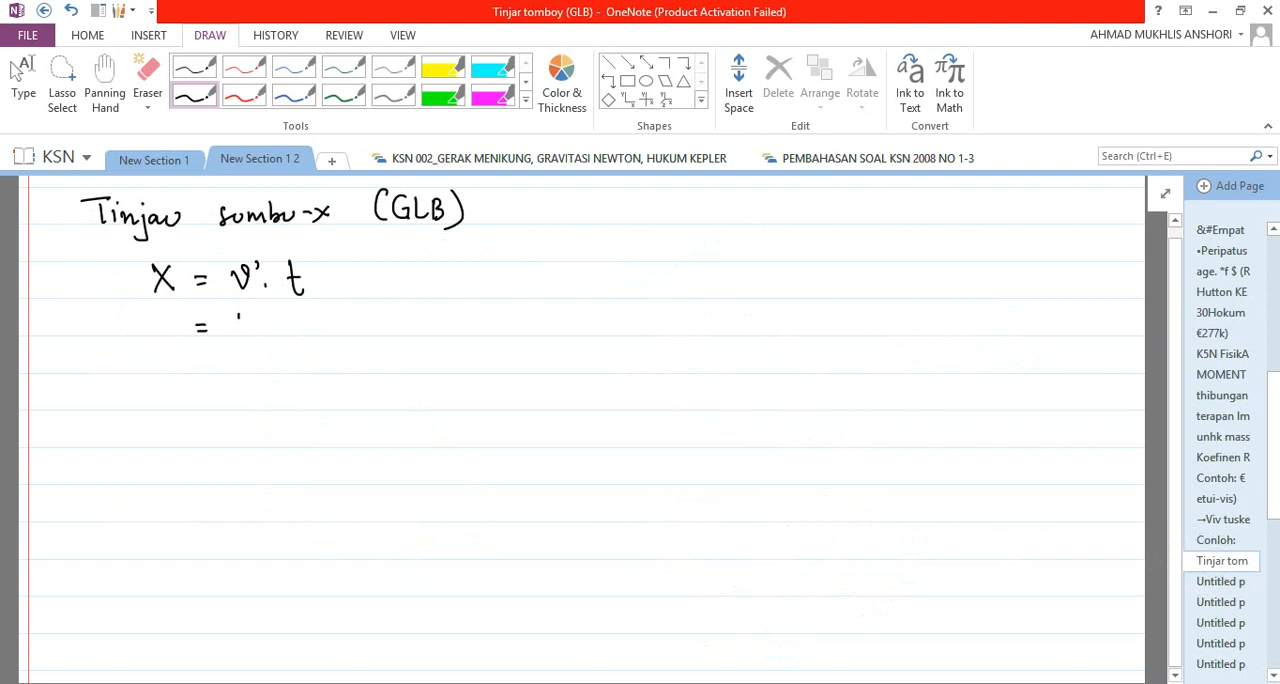 Tinjar tomboy (GLB) - OneNote (Product Activation Failed)
FILE HOME INSERT DRAW HISTORY REVIEW VIEW AHMAD MUKHLIS ANSHORI
Type Lasso Select Panning Hand Eraser
Color & Thickness
Insert Space Delete Arrange Rotate Ink to Text Ink to Math
Tools Shapes Edit Convert
KSN New Section 1 New Section 1 2 KSN 002_GERAK MENIKUNG, GRAVITASI NEWTON, HUKUM KEPLER PEMBAHASAN SOAL KSN 2008 NO 1-3 Search (Ctrl+E)
Add Page
Tinjau sumbu-x (GLB)
X = v'. t
= '
&#Empat
•Peripatus
age. *f $ (R
Hutton KE
30Hokum
€277k)
K5N FisikA
MOMENT
thibungan
terapan Im
unhk mass
Koefinen R
Contoh: €
etui-vis)
→Viv tuske
Conloh:
Tinjar tom
Untitled p
Untitled p
Untitled p
Untitled p
Untitled p